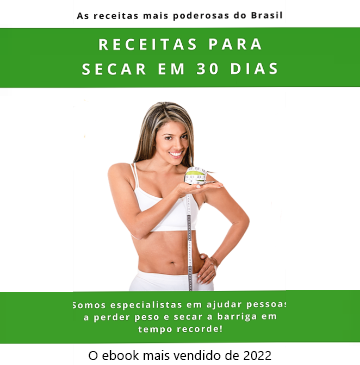 As receitas mais poderosas do Brasil
RECEITAS PARA
SECAR EM 30 DIAS
Somos especialistas em ajudar pessoas
a perder peso e secar a barriga em
tempo recorde!
O ebook mais vendido de 2022